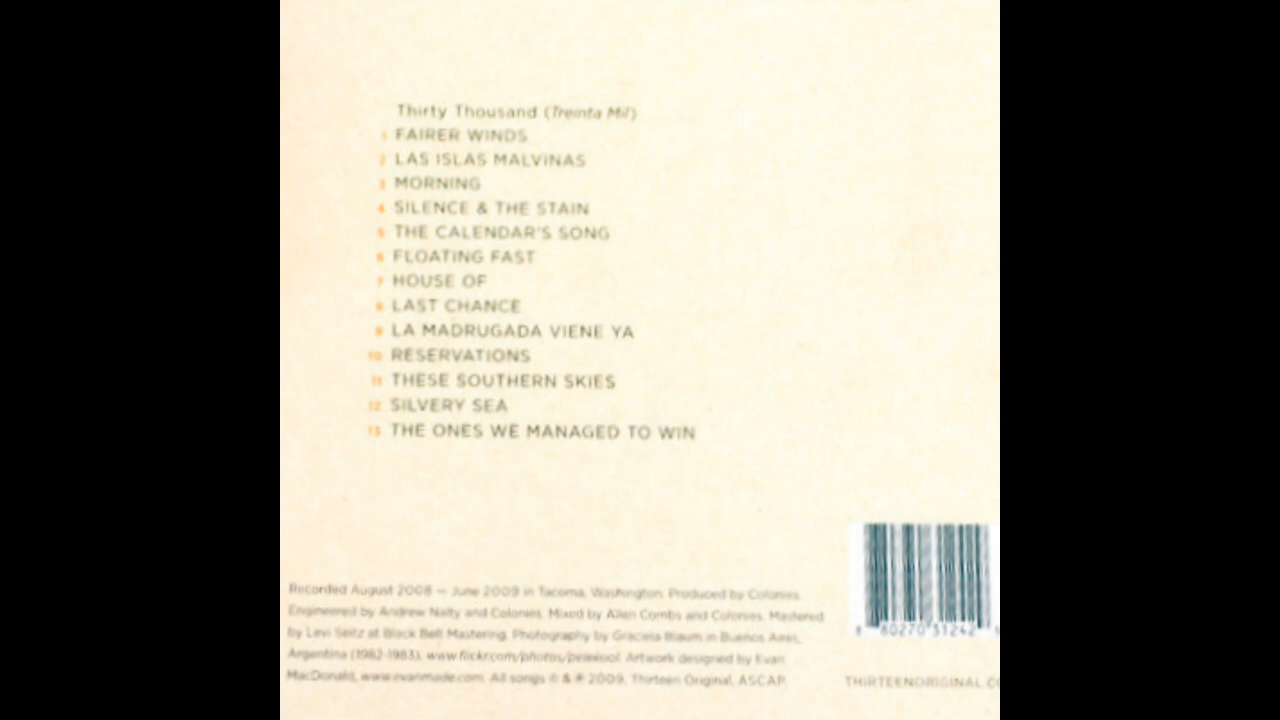 Thirty Thousand (Treinta Mil)
1 FAIRER WINDS
2 LAS ISLAS MALVINAS
3 MORNING
4 SILENCE & THE STAIN
5 THE CALENDAR'S SONG
6 FLOATING FAST
7 HOUSE OF
8 LAST CHANCE
9 LA MADRUGADA VIENE YA
10 RESERVATIONS
11 THESE SOUTHERN SKIES
12 SILVERY SEA
13 THE ONES WE MANAGED TO WIN
Recorded August 2008 — June 2009 in Tacoma, Washington. Produced by Colonies.
Engineered by Andrew Nalty and Colonies. Mixed by Allen Combs and Colonies. Mastered
by Levi Seitz at Black Belt Mastering. Photography by Graciela Blaum in Buenos Aires,
Argentina (1982-1983), www.flickr.com/photos/pelekool. Artwork designed by Evan
MacDonald, www.evanmade.com. All songs © & ℗ 2009, Thirteen Original, ASCAP.
80270 31242
THIRTEENORIGINAL.CO